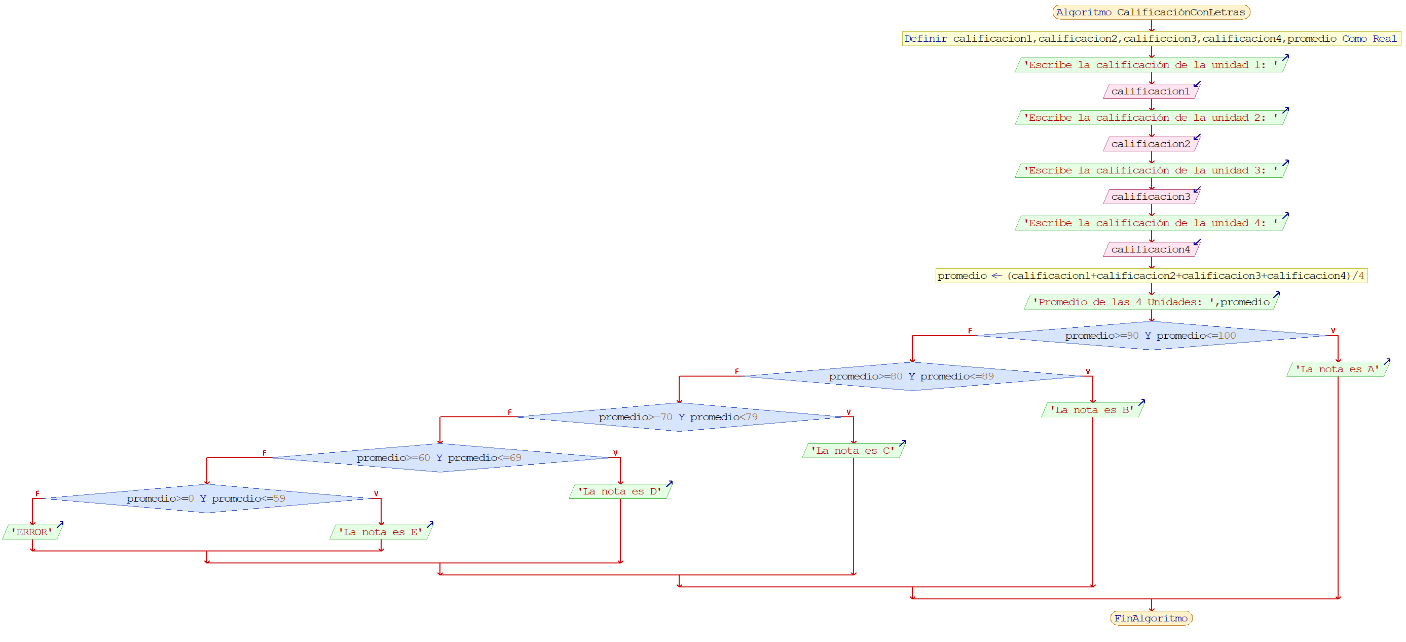 Algoritmo CalificaciónConLetras
Definir calificacion1,calificacion2,calificcion3,calificacion4,promedio Como Real
'Escribe la calificación de la unidad 1: '
calificacion1
'Escribe la calificación de la unidad 2: '
calificacion2
'Escribe la calificación de la unidad 3: '
calificacion3
'Escribe la calificación de la unidad 4: '
calificacion4
promedio ← (calificacion1+calificacion2+calificacion3+calificacion4)/4
'Promedio de las 4 Unidades: ',promedio
F
promedio>=90 Y promedio<=100
V
'La nota es A'
F
promedio>=80 Y promedio<=89
V
'La nota es B'
F
promedio>=70 Y promedio<79
V
'La nota es C'
F
promedio>=60 Y promedio<=69
V
'La nota es D'
F
promedio>=0 Y promedio<=59
V
'ERROR'
'La nota es E'
FinAlgoritmo